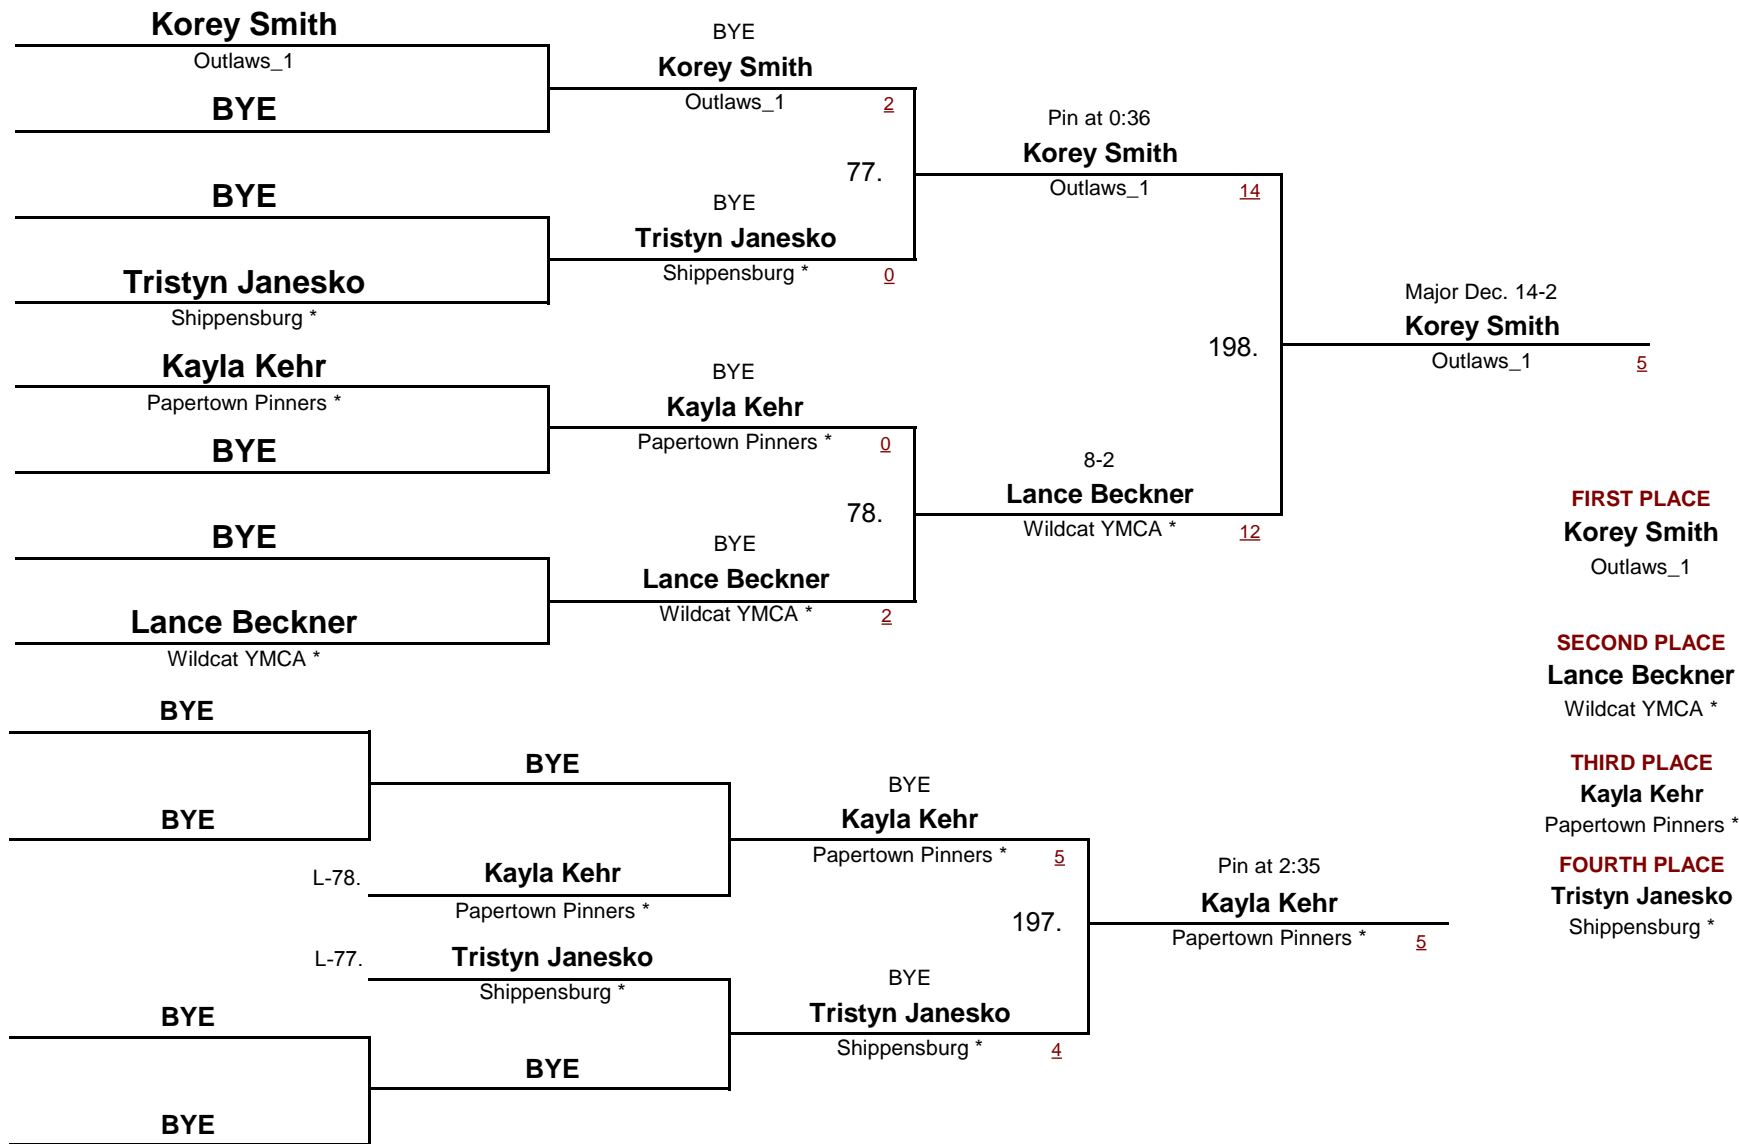 Korey Smith
Outlaws_1
BYE
BYE
Tristyn Janesko
Shippensburg *
Kayla Kehr
Papertown Pinners *
BYE
BYE
Lance Beckner
Wildcat YMCA *
BYE
Korey Smith
Outlaws_1 2
77.
BYE
Tristyn Janesko
Shippensburg * 0
BYE
Kayla Kehr
Papertown Pinners * 0
78.
BYE
Lance Beckner
Wildcat YMCA * 2
Pin at 0:36
Korey Smith
Outlaws_1 14
198.
8-2
Lance Beckner
Wildcat YMCA * 12
Major Dec. 14-2
Korey Smith
Outlaws_1 5
FIRST PLACE
Korey Smith
Outlaws_1
SECOND PLACE
Lance Beckner
Wildcat YMCA *
THIRD PLACE
Kayla Kehr
Papertown Pinners *
FOURTH PLACE
Tristyn Janesko
Shippensburg *
BYE
BYE
BYE
L-78. Kayla Kehr
Papertown Pinners *
L-77. Tristyn Janesko
Shippensburg *
BYE
BYE
BYE
BYE
Kayla Kehr
Papertown Pinners * 5
197.
BYE
Tristyn Janesko
Shippensburg * 4
Pin at 2:35
Kayla Kehr
Papertown Pinners * 5